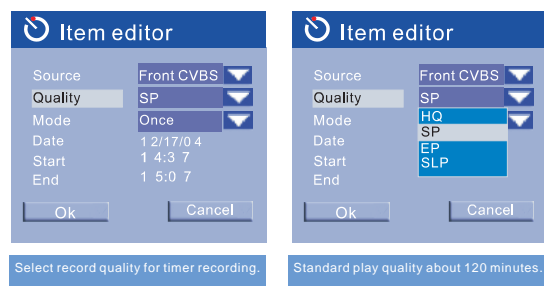 Item editor
Source Front CVBS
Quality SP
Mode Once
Date 12/17/04
Start 14:37
End 15:07
Ok Cancel
Select record quality for timer recording.
Item editor
Source Front CVBS
Quality SP
Mode HQ
SP
Date EP
Start SLP
End
Ok Cancel
Standard play quality about 120 minutes.